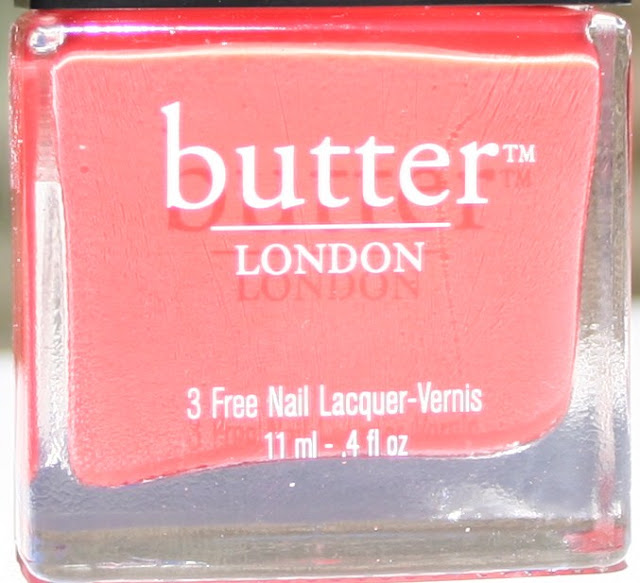 butter™
LONDON
3 Free Nail Lacquer-Vernis
11 ml - .4 fl oz